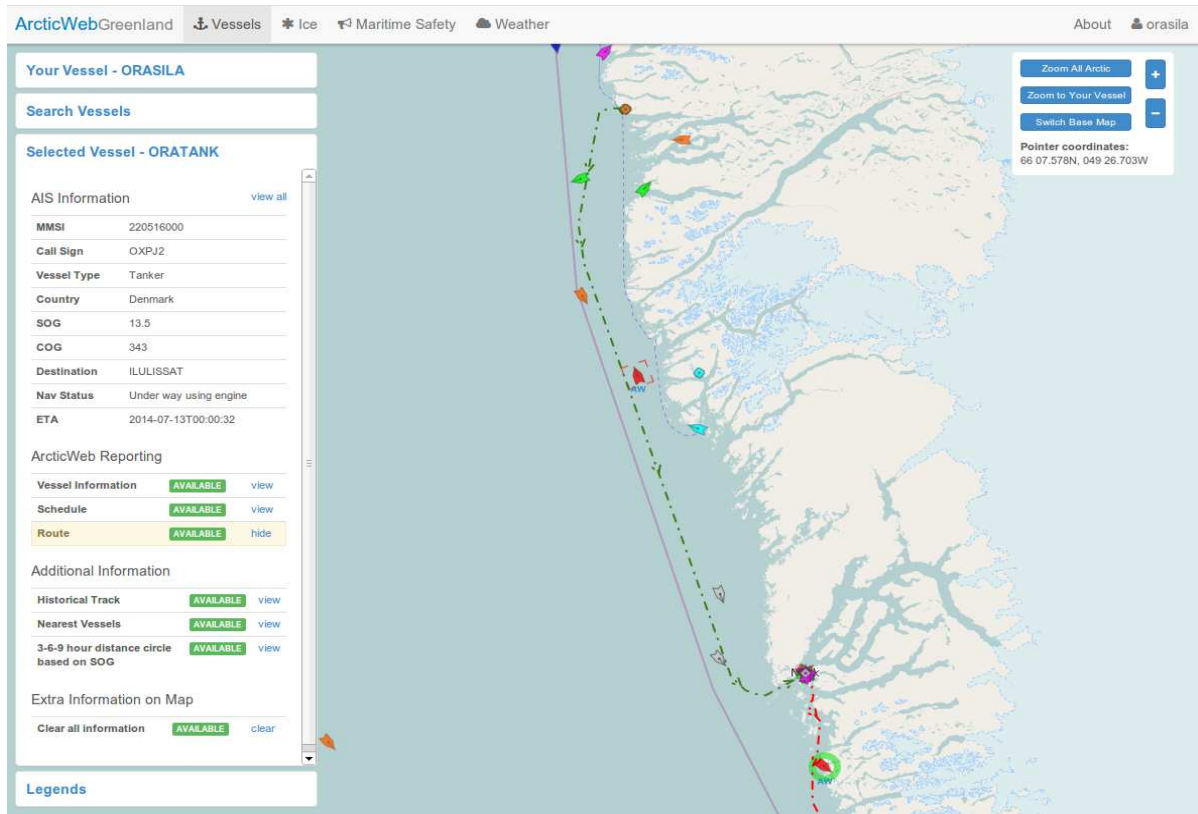 ArcticWebGreenland Vessels Ice Maritime Safety Weather About orasila
Your Vessel - ORASILA
Search Vessels
Selected Vessel - ORATANK
AIS Information view all
MMSI 220516000
Call Sign OXPJ2
Vessel Type Tanker
Country Denmark
SOG 13.5
COG 343
Destination ILULISSAT
Nav Status Under way using engine
ETA 2014-07-13T00:00:32
ArcticWeb Reporting
Vessel Information AVAILABLE view
Schedule AVAILABLE view
Route AVAILABLE hide
Additional Information
Historical Track AVAILABLE view
Nearest Vessels AVAILABLE view
3-6-9 hour distance circle AVAILABLE view
based on SOG
Extra Information on Map
Clear all information AVAILABLE clear
Legends
Zoom All Arctic +
Zoom to Your Vessel
Switch Base Map -
Pointer coordinates:
66 07.578N, 049 26.703W
AW
AW